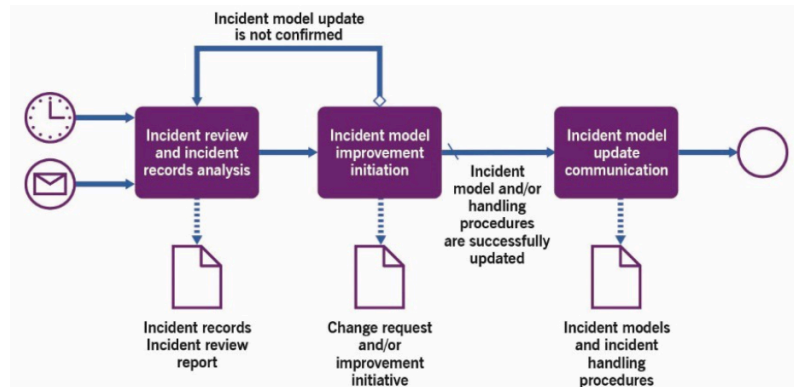 Incident model update
is not confirmed
Incident review
and incident
records analysis
Incident model
improvement
initiation
Incident
model and/or
handling
procedures
are successfully
updated
Incident model
update
communication
Incident records
Incident review
report
Change request
and/or
improvement
initiative
Incident models
and incident
handling
procedures